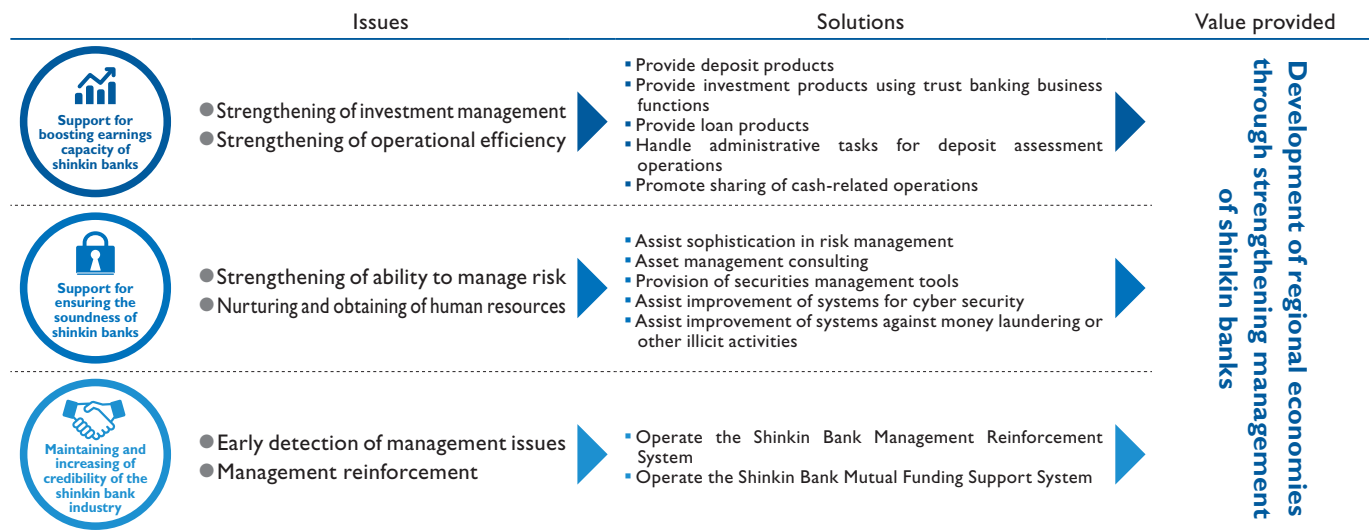 Issues
Solutions
Value provided
Support for
boosting earnings
capacity of
shinkin banks
●Strengthening of investment management
●Strengthening of operational efficiency
▪Provide deposit products
▪Provide investment products using trust banking business
functions
▪Provide loan products
▪Handle administrative tasks for deposit assessment
operations
▪Promote sharing of cash-related operations
Support for
ensuring the
soundness of
shinkin banks
●Strengthening of ability to manage risk
●Nurturing and obtaining of human resources
▪Assist sophistication in risk management
▪Asset management consulting
▪Provision of securities management tools
▪Assist improvement of systems for cyber security
▪Assist improvement of systems against money laundering or
other illicit activities
Maintaining and
increasing of
credibility of the
shinkin bank
industry
●Early detection of management issues
●Management reinforcement
▪Operate the Shinkin Bank Management Reinforcement
System
▪Operate the Shinkin Bank Mutual Funding Support System
Development of regional economies
through strengthening management
of shinkin banks